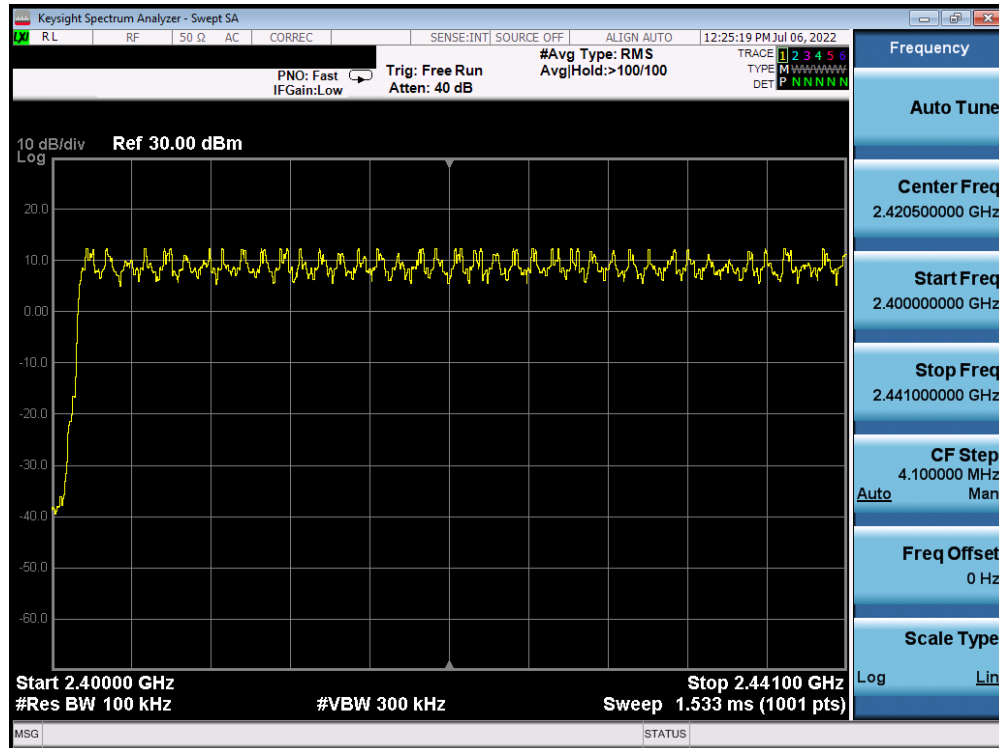 Keysight Spectrum Analyzer - Swept SA
LXI RL RF 50 Ω AC CORREC SENSE:INT SOURCE OFF ALIGN AUTO 12:25:19 PM Jul 06, 2022
PNO: Fast
IFGain:Low
Trig: Free Run
Atten: 40 dB
#Avg Type: RMS
Avg|Hold:>100/100
TRACE 1 2 3 4 5 6
TYPE M WWWWW
DET P N N N N N
10 dB/div
Log
Ref 30.00 dBm
20.0
10.0
0.00
-10.0
-20.0
-30.0
-40.0
-50.0
-60.0
Start 2.40000 GHz
#Res BW 100 kHz
#VBW 300 kHz
Stop 2.44100 GHz
Sweep 1.533 ms (1001 pts)
MSG
STATUS
Frequency
Auto Tune
Center Freq
2.420500000 GHz
Start Freq
2.400000000 GHz
Stop Freq
2.441000000 GHz
CF Step
4.100000 MHz
Auto Man
Freq Offset
0 Hz
Scale Type
Log Lin